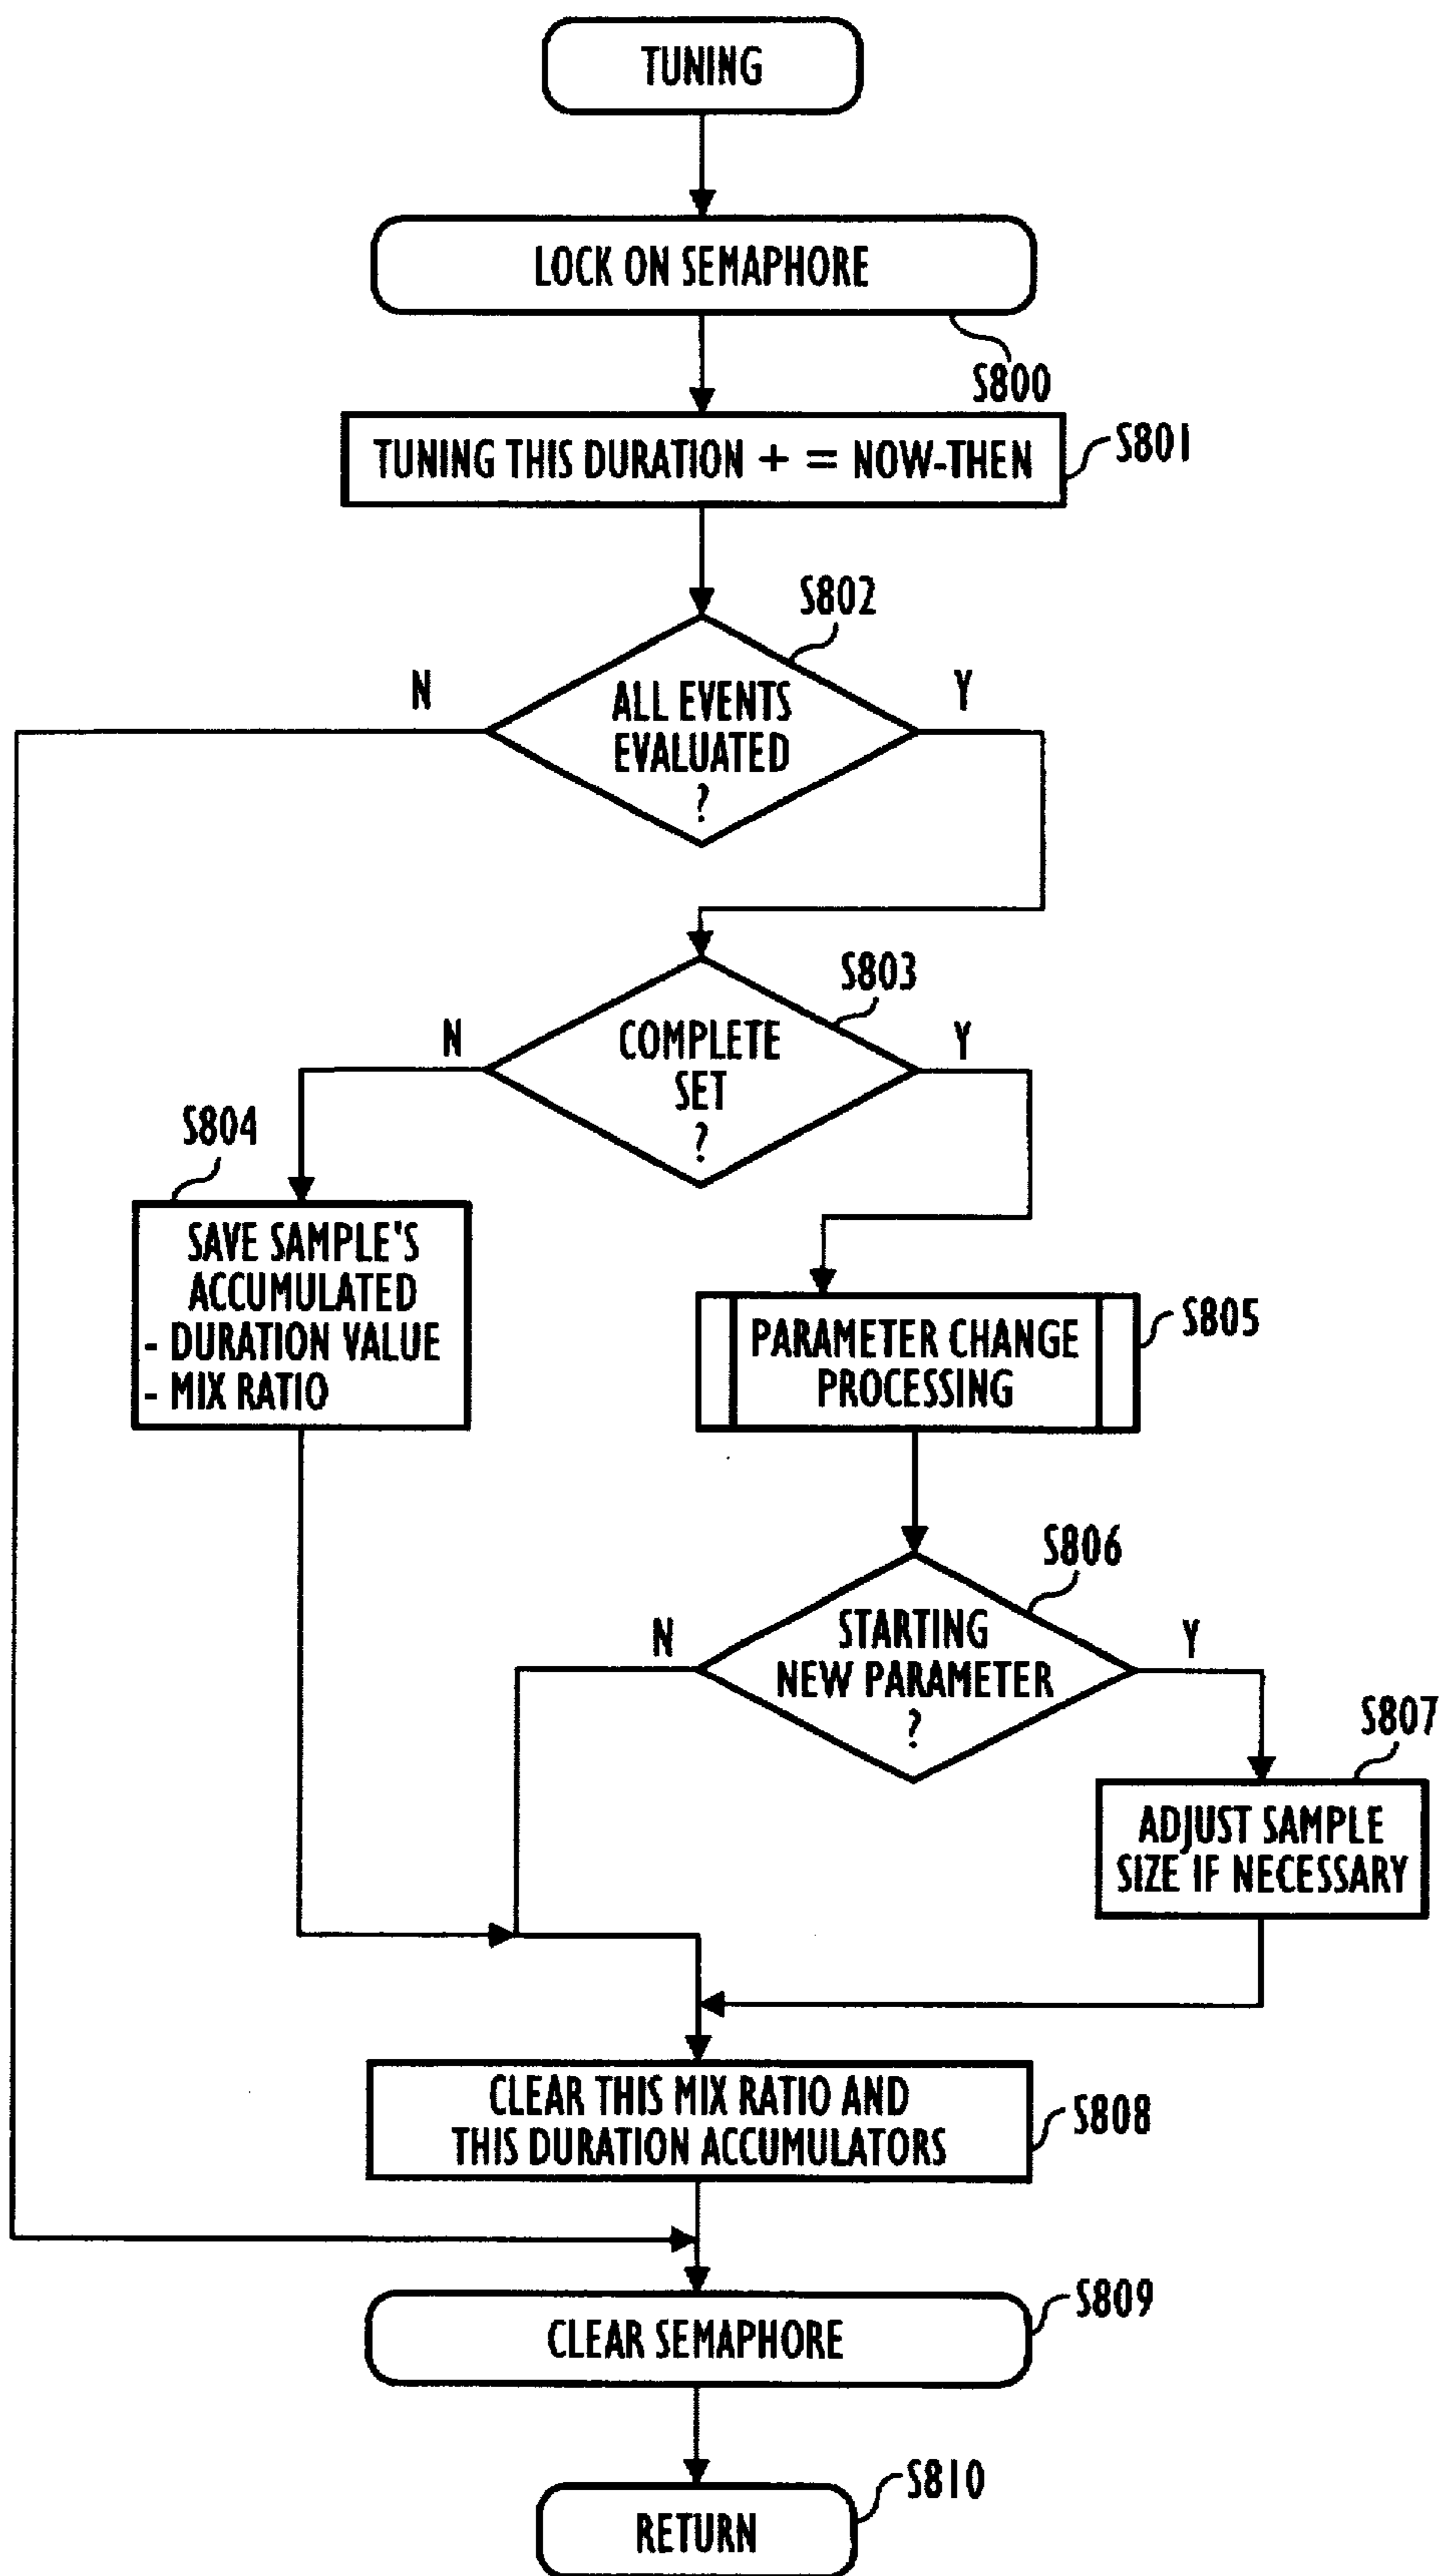 TUNING
LOCK ON SEMAPHORE
S800
TUNING THIS DURATION + = NOW-THEN
S801
S802
N
Y
ALL EVENTS
EVALUATED
?
S803
N
Y
COMPLETE
SET
?
S804
SAVE SAMPLE'S
ACCUMULATED
- DURATION VALUE
- MIX RATIO
PARAMETER CHANGE
PROCESSING
S805
S806
N
Y
STARTING
NEW PARAMETER
?
S807
ADJUST SAMPLE
SIZE IF NECESSARY
CLEAR THIS MIX RATIO AND
THIS DURATION ACCUMULATORS
S808
CLEAR SEMAPHORE
S809
RETURN
S810